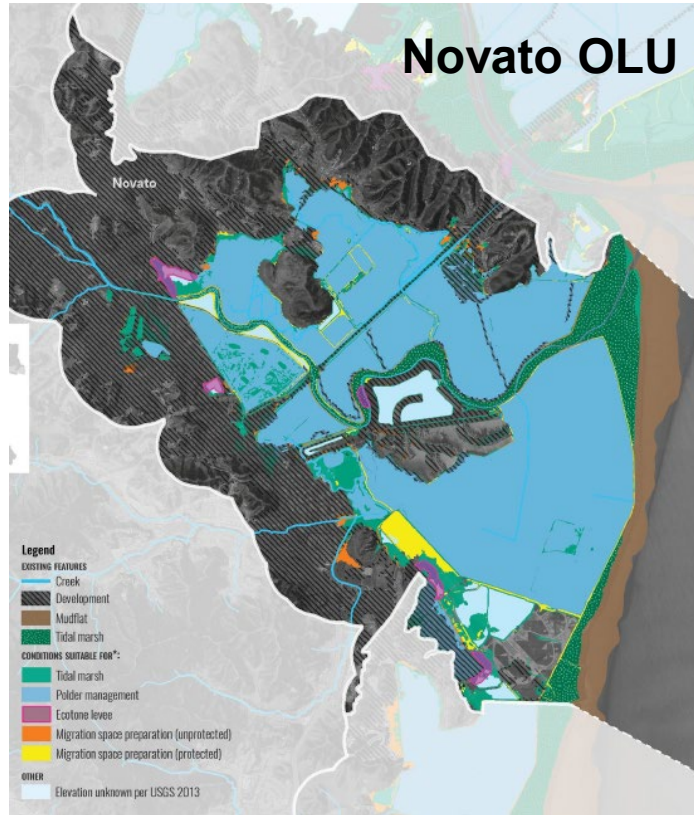 Novato OLU
Novato
Legend
EXISTING FEATURES
Creek
Development
Mudflat
Tidal marsh
CONDITIONS SUITABLE FOR*:
Tidal marsh
Polder management
Ecotone levee
Migration space preparation (unprotected)
Migration space preparation (protected)
OTHER
Elevation unknown per USGS 2013